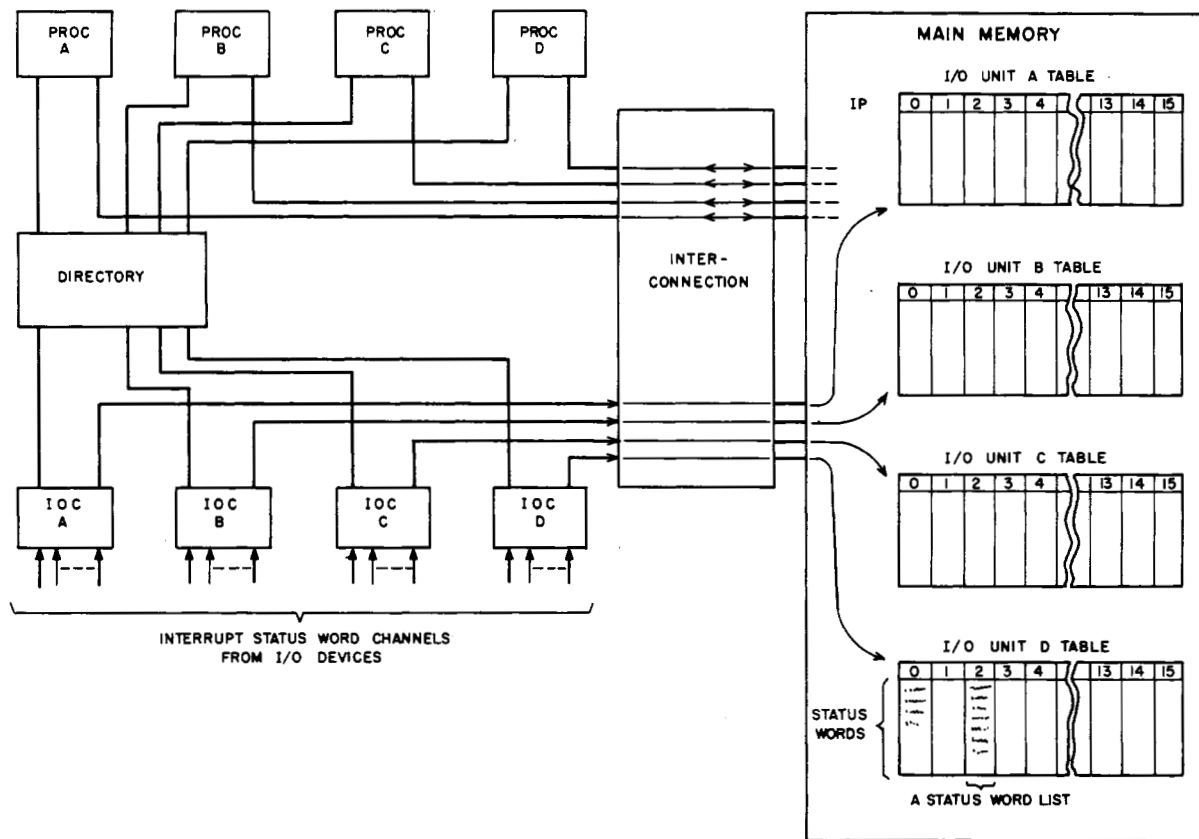 PROC
A
PROC
B
PROC
C
PROC
D
DIRECTORY
INTER-
CONNECTION
IOC
A
IOC
B
IOC
C
IOC
D
INTERRUPT STATUS WORD CHANNELS
FROM I/O DEVICES
MAIN MEMORY
I/O UNIT A TABLE
IP
0 1 2 3 4 13 14 15
I/O UNIT B TABLE
0 1 2 3 4 13 14 15
I/O UNIT C TABLE
0 1 2 3 4 13 14 15
I/O UNIT D TABLE
0 1 2 3 4 13 14 15
STATUS
WORDS
A STATUS WORD LIST